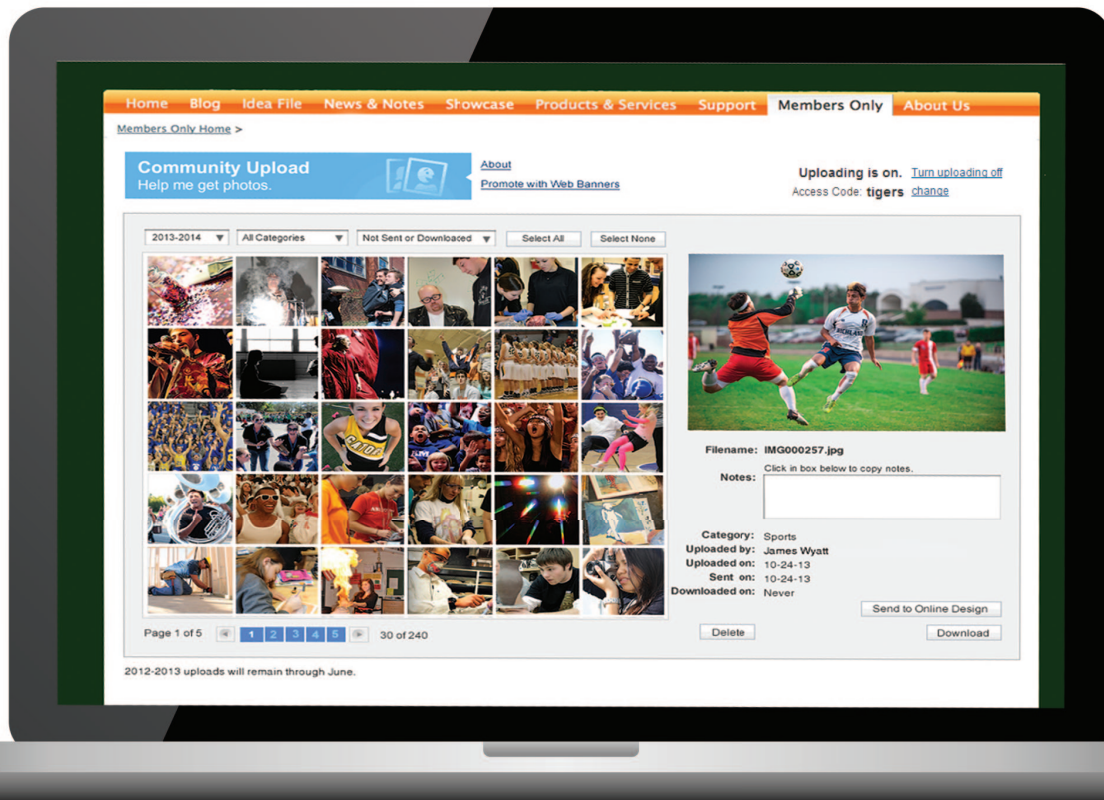 Home Blog Idea File News & Notes Showcase Products & Services Support Members Only About Us
Members Only Home >
Community Upload
Help me get photos.
About
Promote with Web Banners
Uploading is on. Turn uploading off
Access Code: tigers change
2013-2014 All Categories Not Sent or Downloaded Select All Select None
Filename: IMG000257.jpg
Click in box below to copy notes.
Notes:
Category: Sports
Uploaded by: James Wyatt
Uploaded on: 10-24-13
Sent on: 10-24-13
Downloaded on: Never
Send to Online Design
Delete Download
Page 1 of 5 1 2 3 4 5 30 of 240
2012-2013 uploads will remain through June.